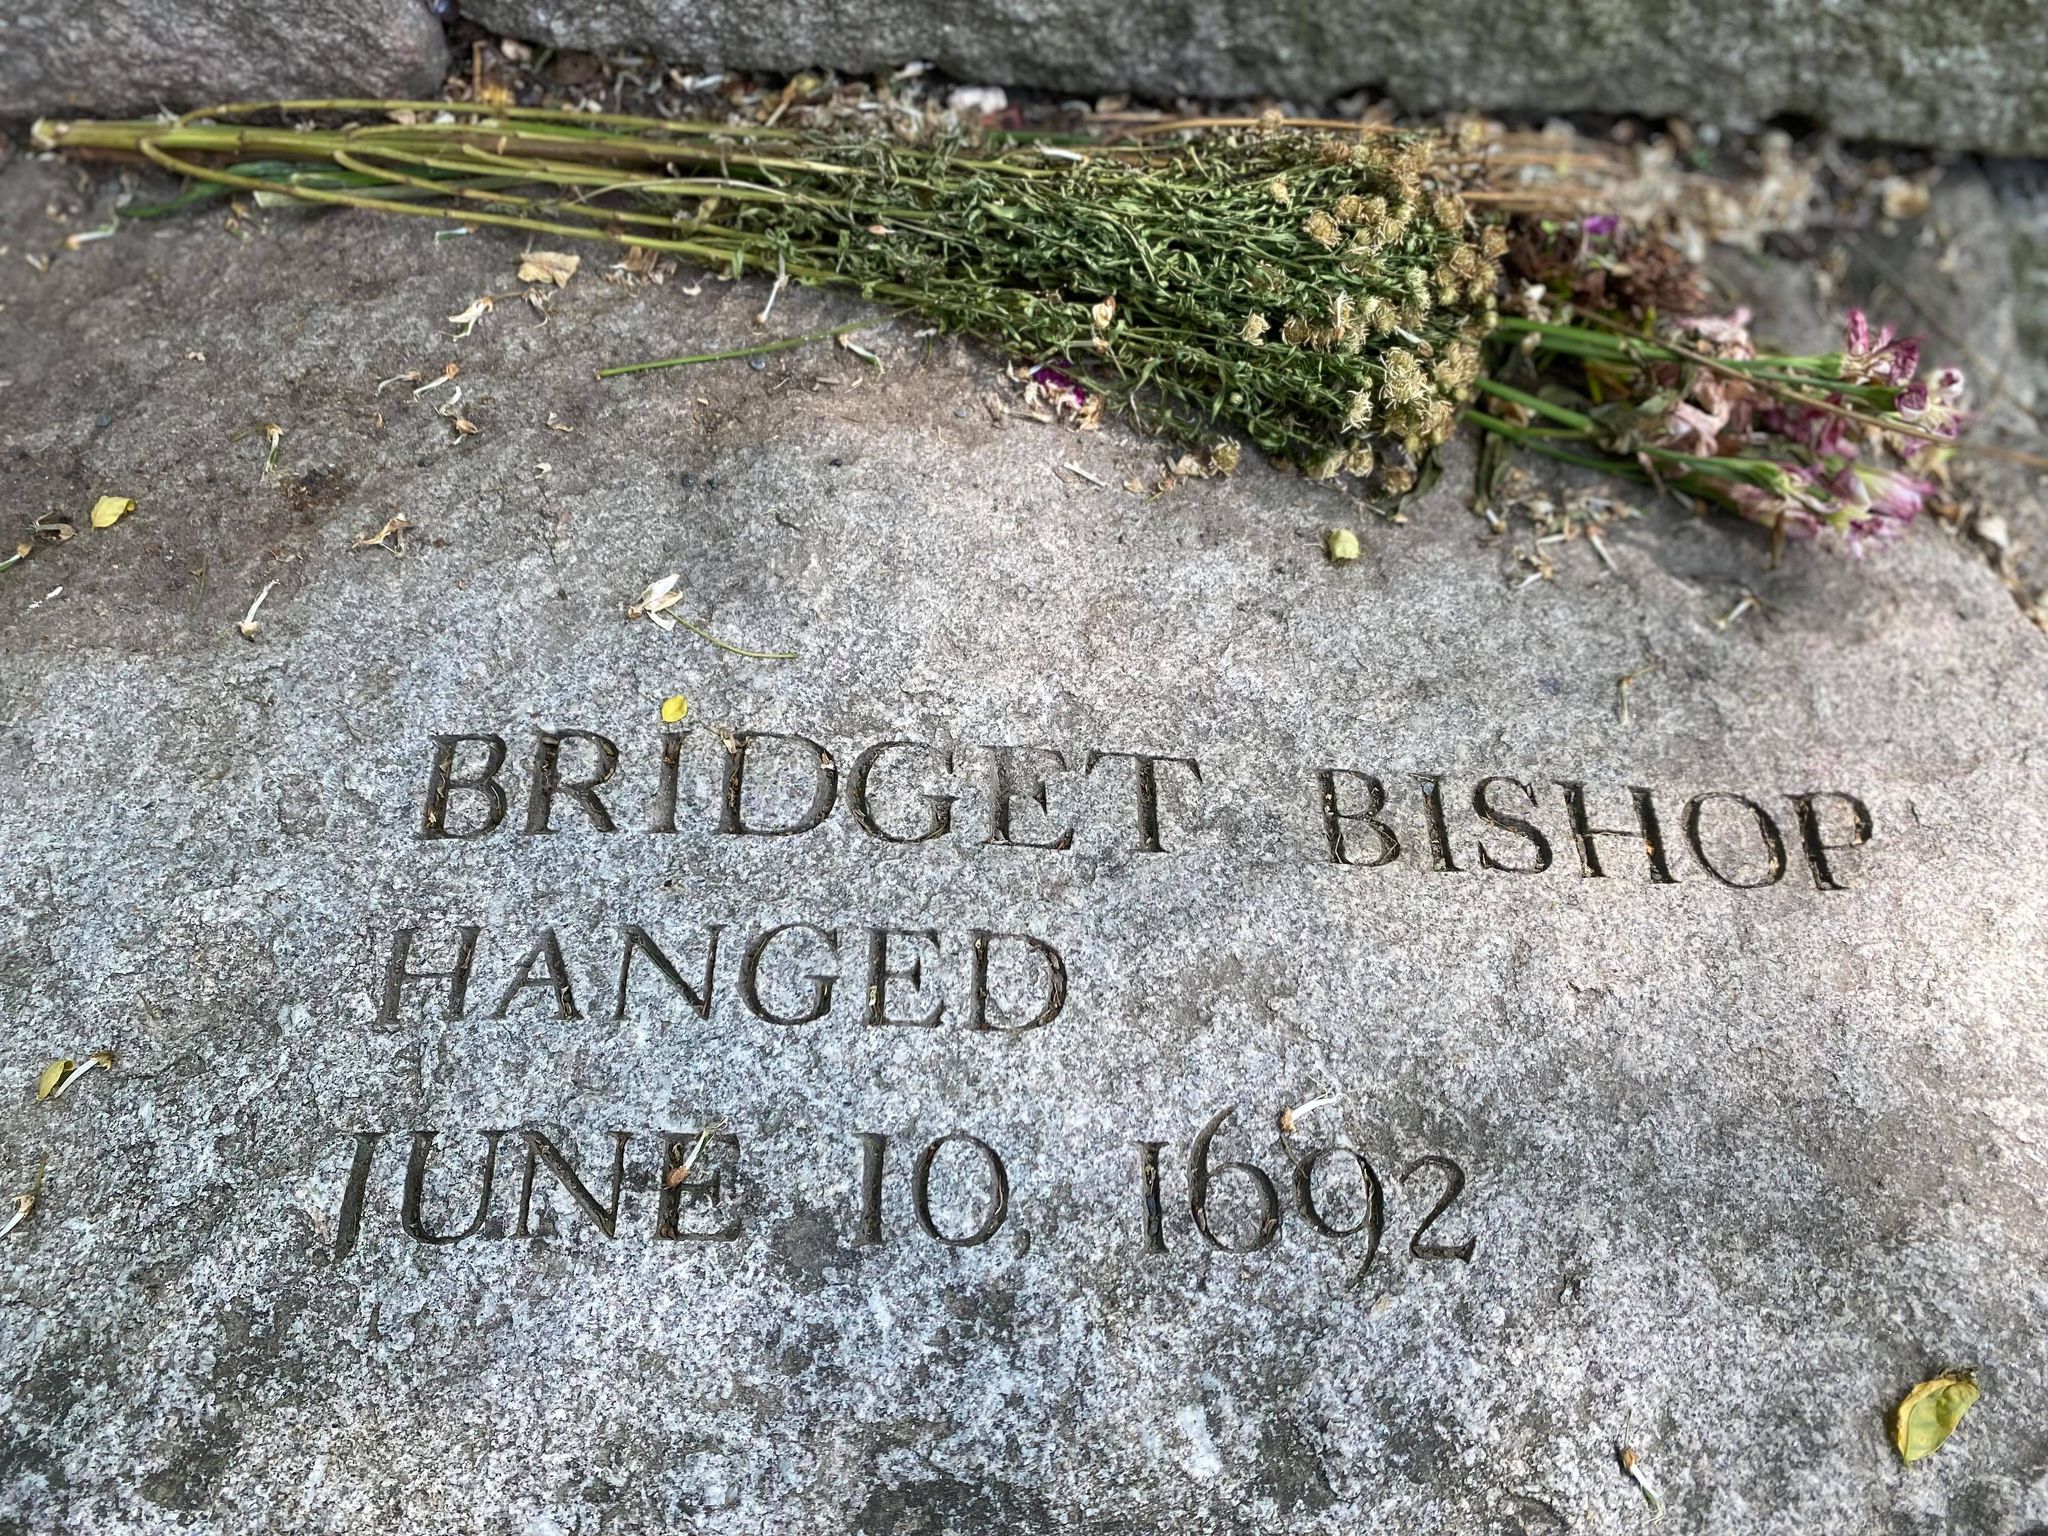 BRIDGET BISHOP
HANGED
JUNE 10, 1692